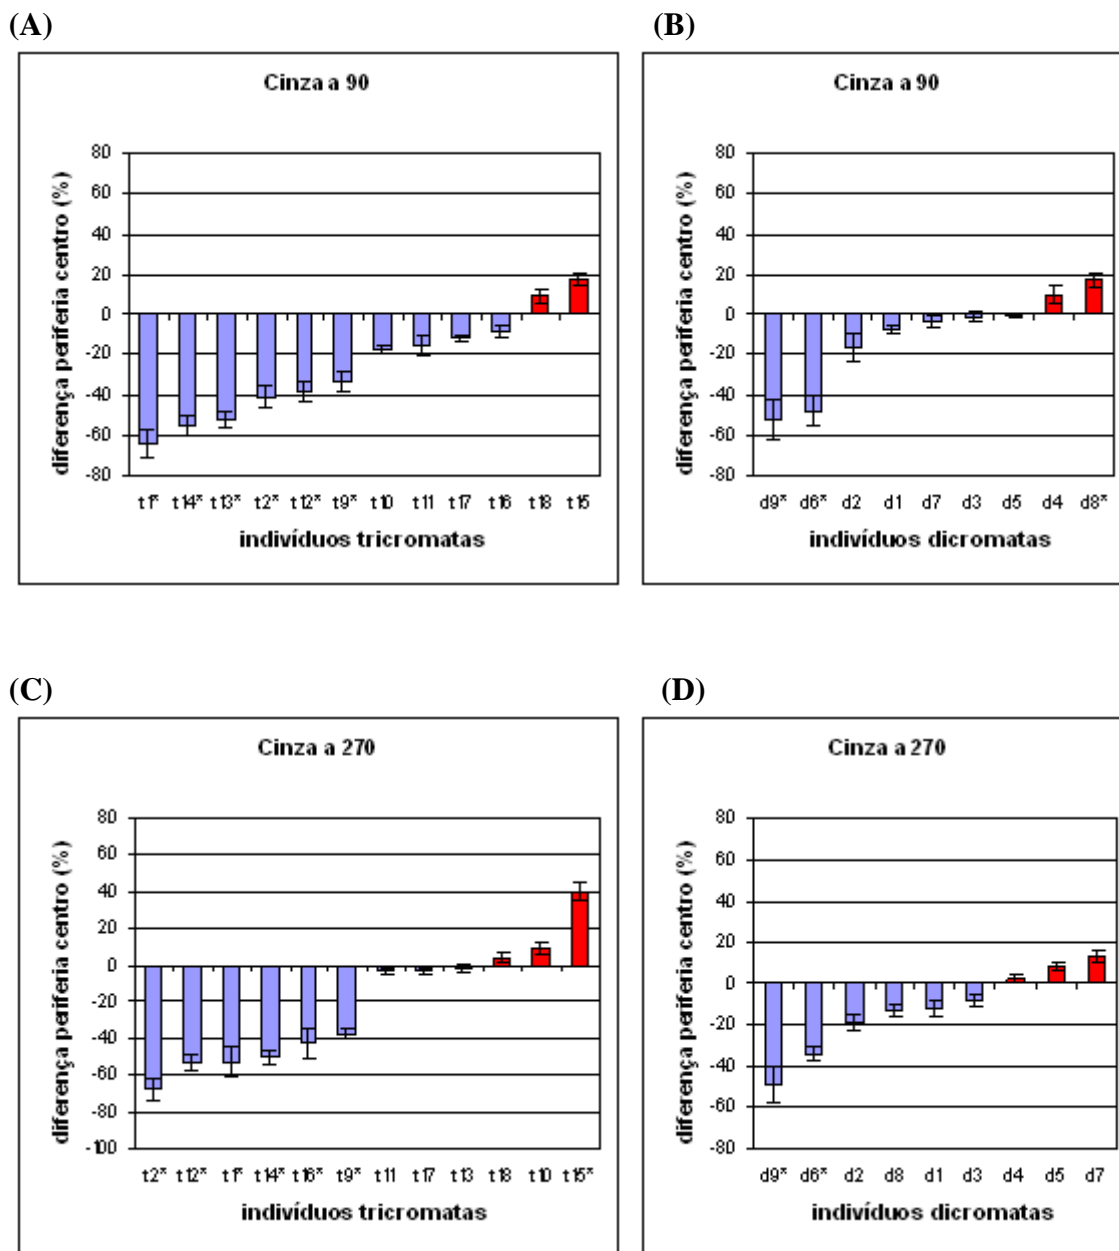 (A)
Cinza a 90
diferença periferia centro (%)
80
60
40
20
0
-20
-40
-60
-80
t1* t14* t13* t2* t12* t9* t10 t11 t17 t16 t18 t15
indivíduos tricromatas
(B)
Cinza a 90
diferença periferia centro (%)
80
60
40
20
0
-20
-40
-60
-80
d9* d6* d2 d1 d7 d3 d5 d4 d8*
indivíduos dicromatas
(C)
Cinza a 270
diferença periferia centro (%)
80
60
40
20
0
-20
-40
-60
-80
-100
t2* t12* t1* t14* t16* t9* t11 t17 t13 t18 t10 t15*
indivíduos tricromatas
(D)
Cinza a 270
diferença periferia centro (%)
80
60
40
20
0
-20
-40
-60
-80
d9* d6* d2 d8 d1 d3 d4 d5 d7
indivíduos dicromatas